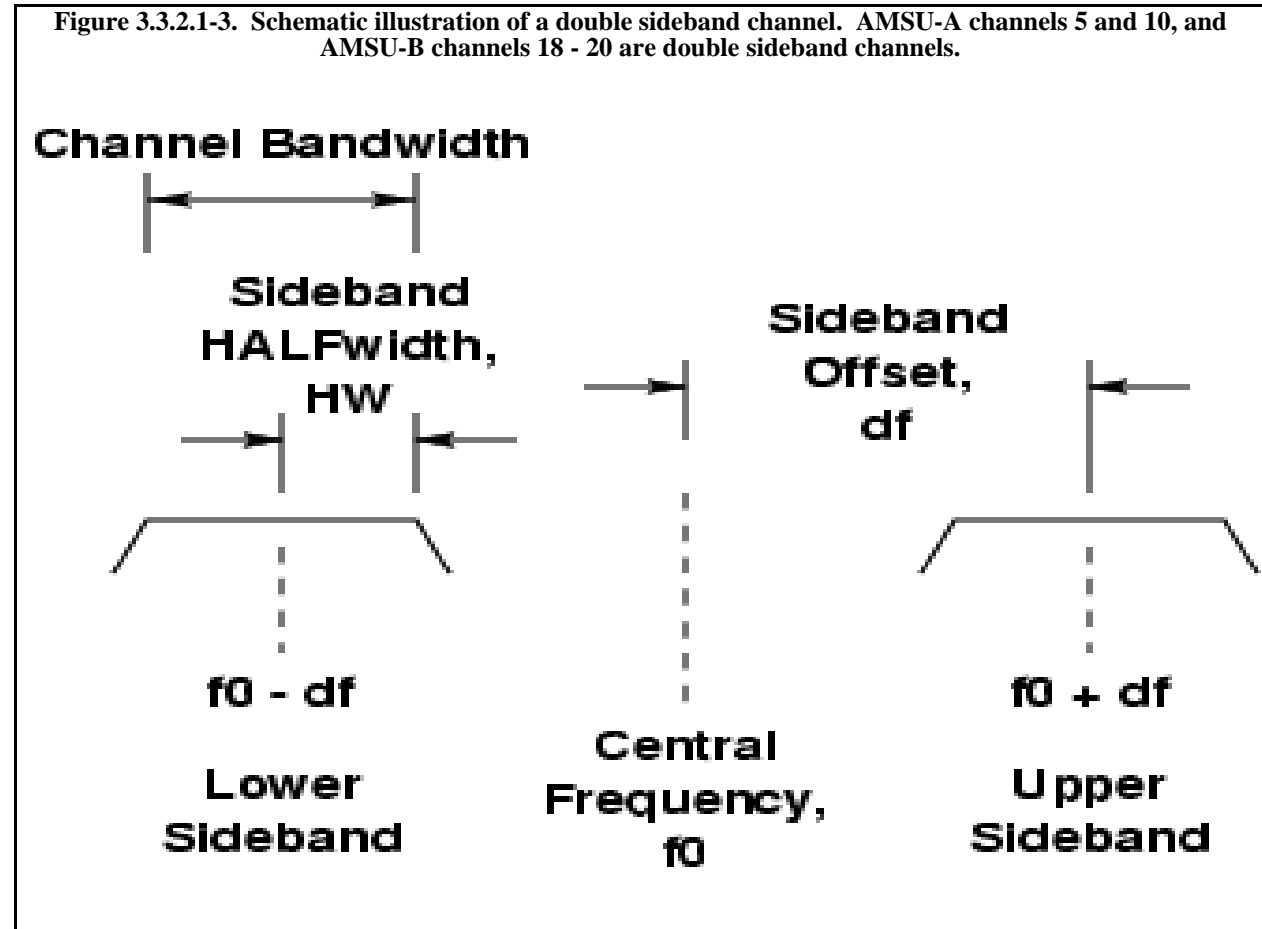 Figure 3.3.2.1-3.  Schematic illustration of a double sideband channel.  AMSU-A channels 5 and 10, and
AMSU-B channels 18 - 20 are double sideband channels.
Channel Bandwidth
Sideband
HALFwidth,
HW
Sideband
Offset,
df
f0 - df
Lower
Sideband
Central
Frequency,
f0
f0 + df
Upper
Sideband